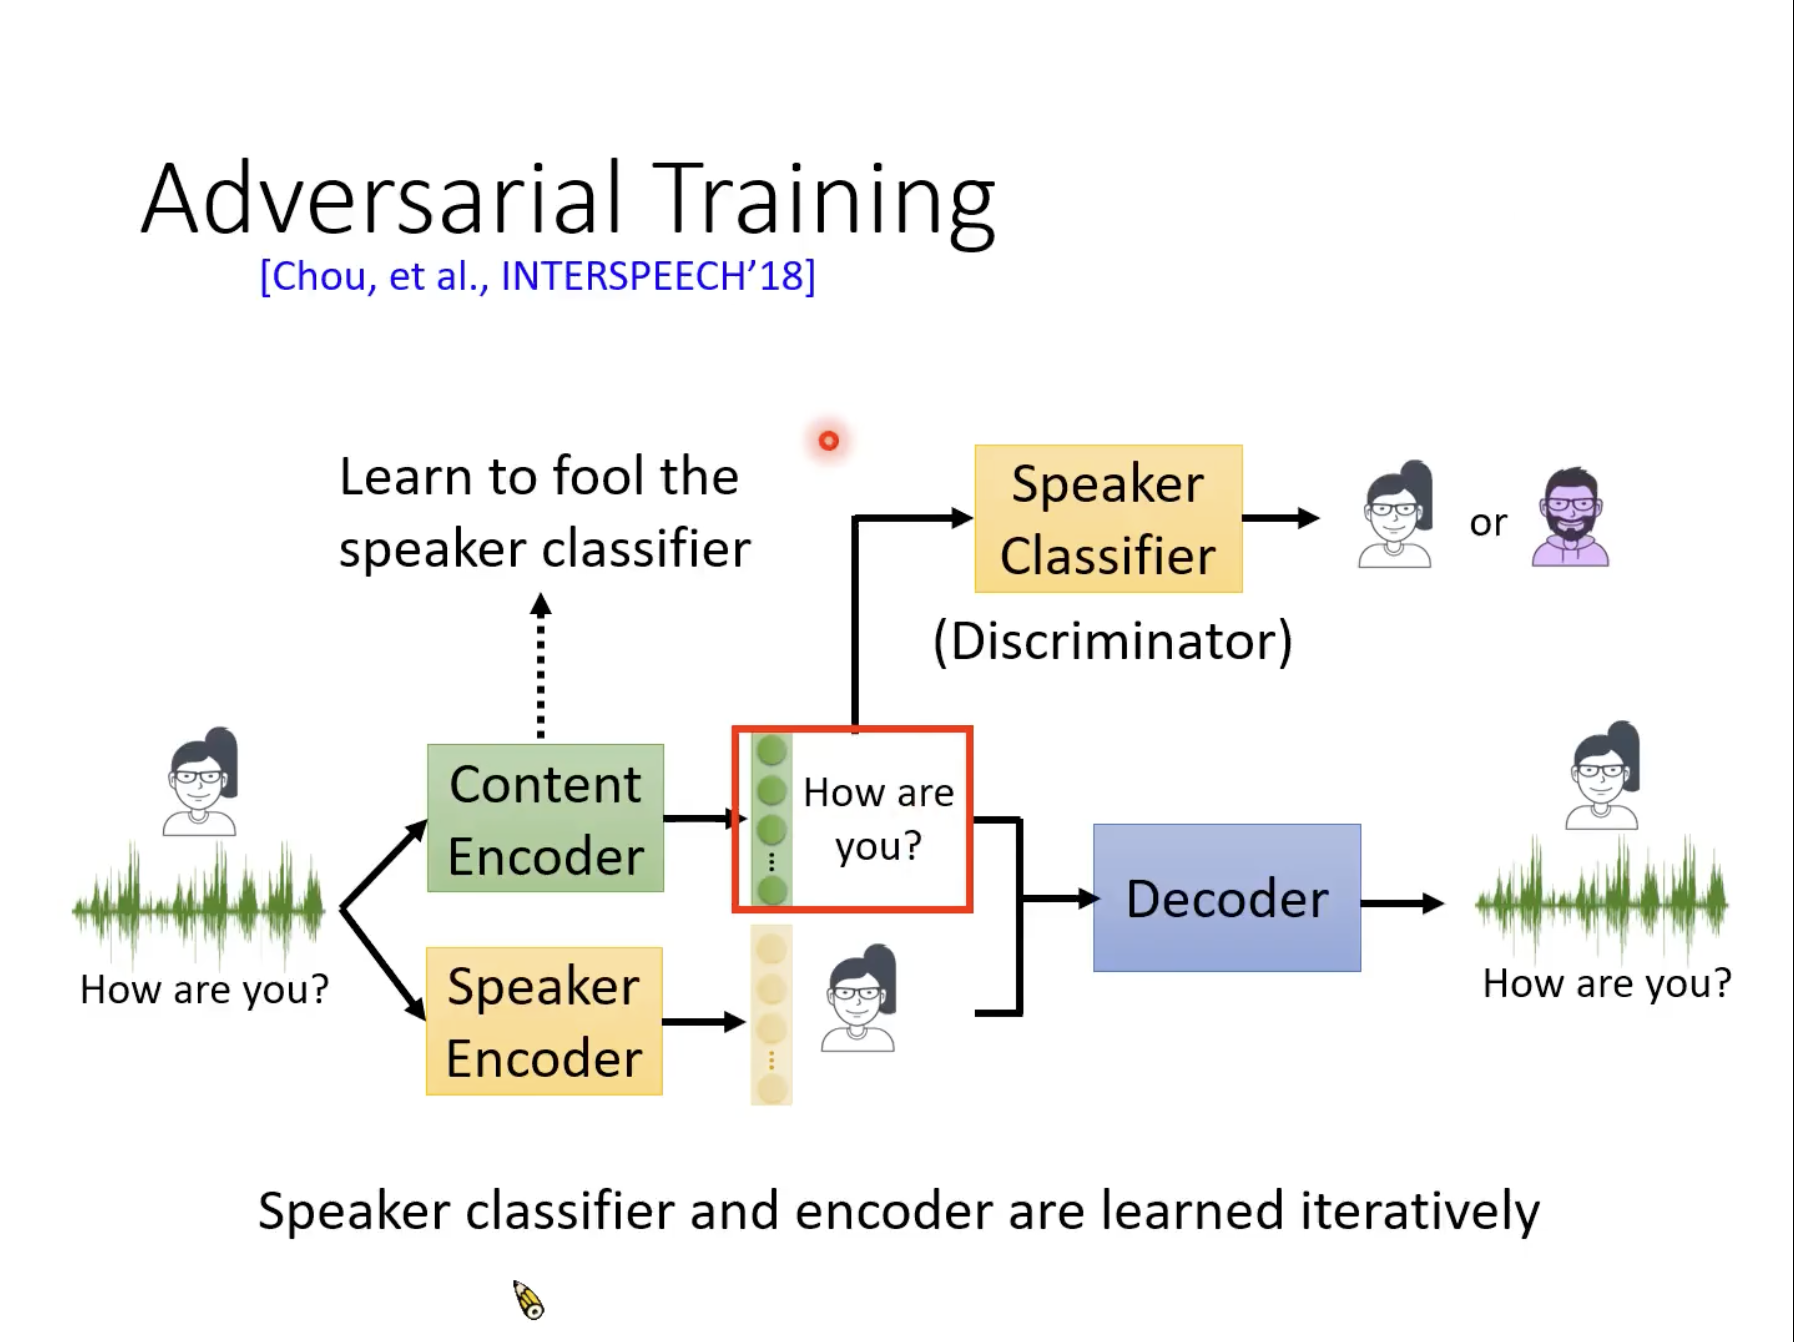 Adversarial Training
[Chou, et al., INTERSPEECH’18]
Learn to fool the
speaker classifier
Speaker
Classifier
or
(Discriminator)
Content
Encoder
How are
you?
Decoder
How are you?
Speaker
Encoder
How are you?
Speaker classifier and encoder are learned iteratively